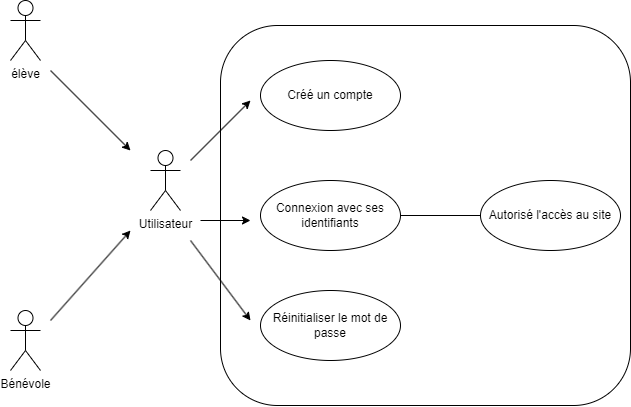 élève
Créé un compte
Utilisateur
Connexion avec ses
identifiants
Autorisé l'accès au site
Réinitialiser le mot de
passe
Bénévole